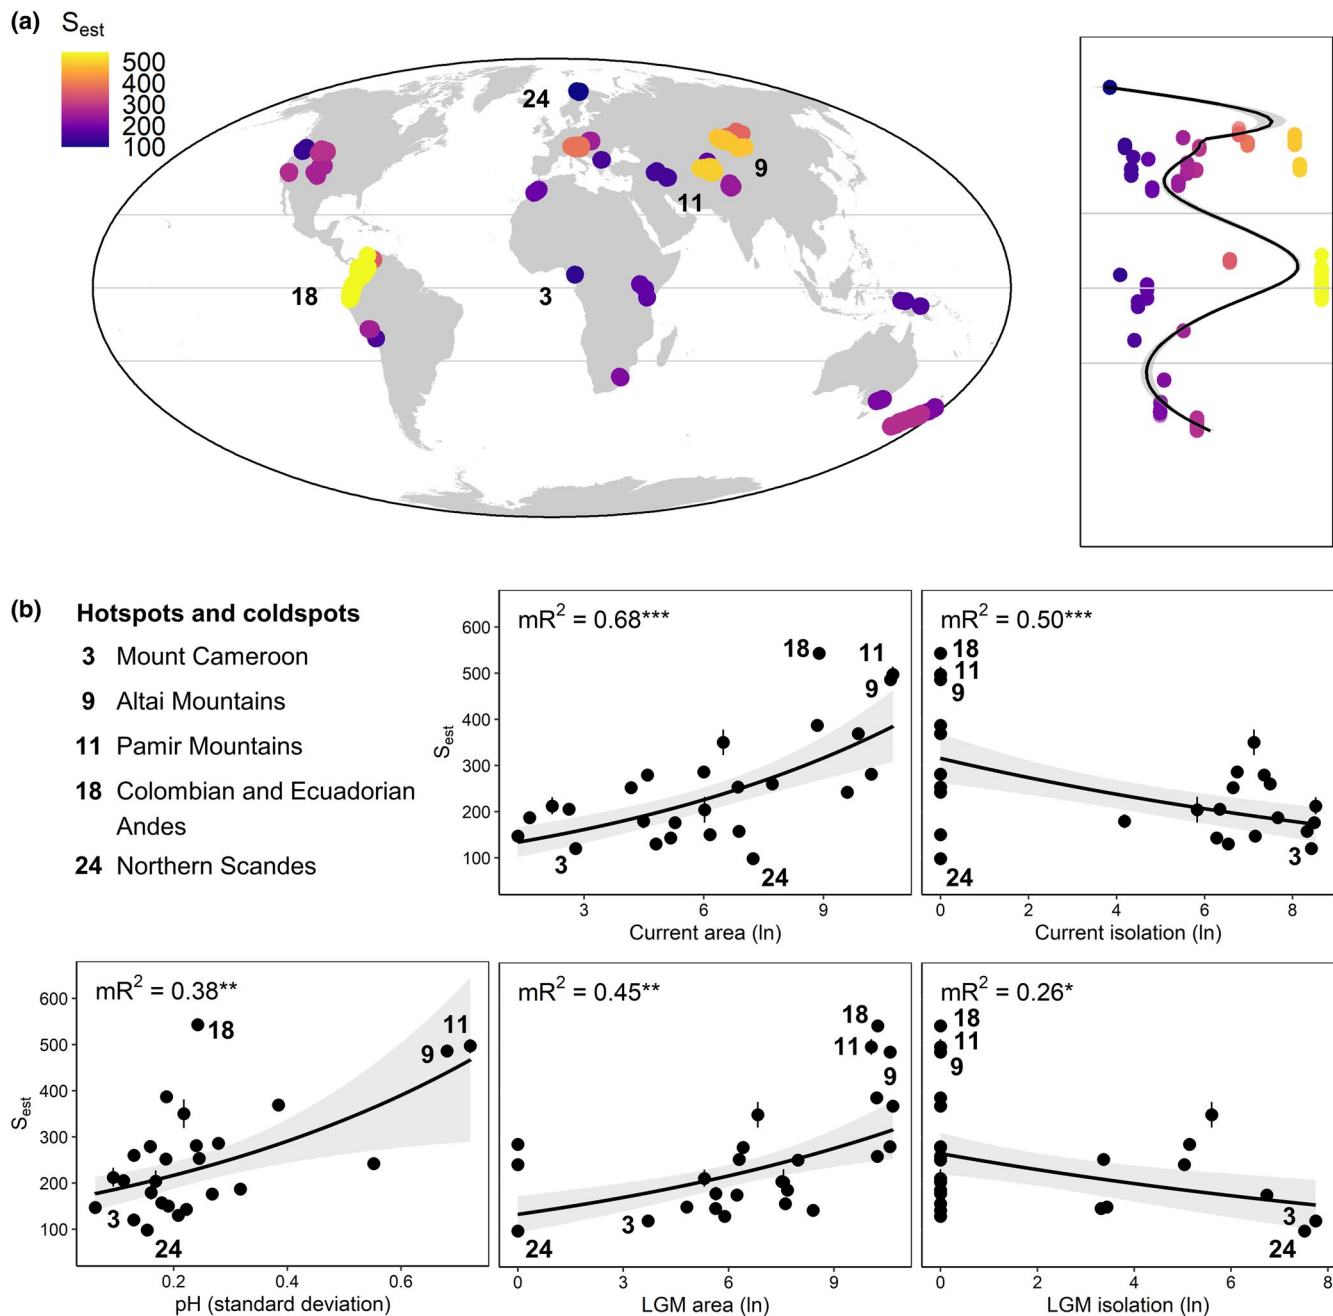 (a) S_est
500
400
300
200
100
24
9
11
18
3
(b) Hotspots and coldspots
3 Mount Cameroon
9 Altai Mountains
11 Pamir Mountains
18 Colombian and Ecuadorian
Andes
24 Northern Scandes
mR² = 0.68***
S_est
600
500
400
300
200
100
18
11
9
3
24
3 6 9
Current area (ln)
mR² = 0.50***
18
11
9
24
3
0 2 4 6 8
Current isolation (ln)
mR² = 0.38**
S_est
600
500
400
300
200
100
18
11
9
3
24
0.2 0.4 0.6
pH (standard deviation)
mR² = 0.45**
18
11
9
3
24
0 3 6 9
LGM area (ln)
mR² = 0.26*
18
11
9
3
24
0 2 4 6 8
LGM isolation (ln)